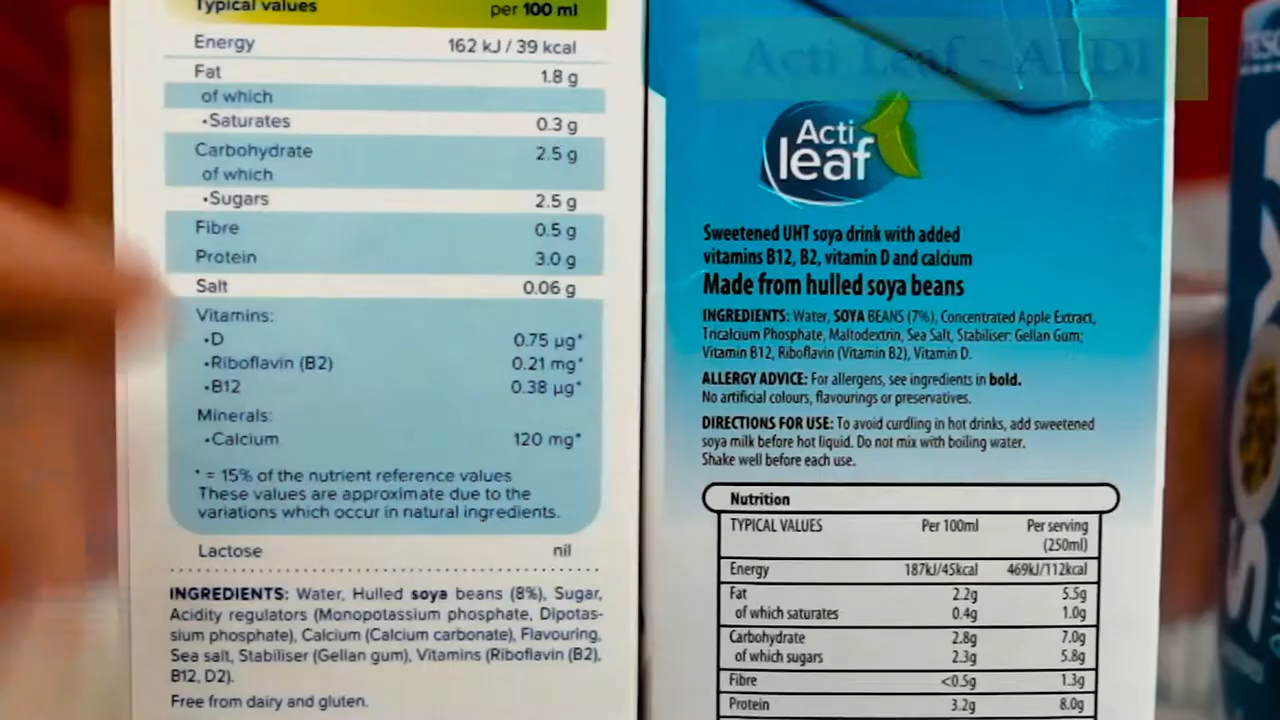 Typical values per 100 ml
Energy 162 kJ / 39 kcal
Fat 1.8 g
of which
•Saturates 0.3 g
Carbohydrate 2.5 g
of which
•Sugars 2.5 g
Fibre 0.5 g
Protein 3.0 g
Salt 0.06 g
Vitamins:
•D 0.75 µg*
•Riboflavin (B2) 0.21 mg*
•B12 0.38 µg*
Minerals:
•Calcium 120 mg*
* = 15% of the nutrient reference values
These values are approximate due to the
variations which occur in natural ingredients.
Lactose nil
INGREDIENTS: Water, Hulled soya beans (8%), Sugar,
Acidity regulators (Monopotassium phosphate, Dipotas-
sium phosphate), Calcium (Calcium carbonate), Flavouring,
Sea salt, Stabiliser (Gellan gum), Vitamins (Riboflavin (B2),
B12, D2).
Free from dairy and gluten.
Acti Leaf - ALDI
Acti
leaf
Sweetened UHT soya drink with added
vitamins B12, B2, vitamin D and calcium
Made from hulled soya beans
INGREDIENTS: Water, SOYA BEANS (7%), Concentrated Apple Extract,
Tricalcium Phosphate, Maltodextrin, Sea Salt, Stabiliser: Gellan Gum;
Vitamin B12, Riboflavin (Vitamin B2), Vitamin D.
ALLERGY ADVICE: For allergens, see ingredients in bold.
No artificial colours, flavourings or preservatives.
DIRECTIONS FOR USE: To avoid curdling in hot drinks, add sweetened
soya milk before hot liquid. Do not mix with boiling water.
Shake well before each use.
Nutrition
TYPICAL VALUES Per 100ml Per serving
(250ml)
Energy 187kJ/45kcal 469kJ/112kcal
Fat 2.2g 5.5g
of which saturates 0.4g 1.0g
Carbohydrate 2.8g 7.0g
of which sugars 2.3g 5.8g
Fibre <0.5g 1.3g
Protein 3.2g 8.0g